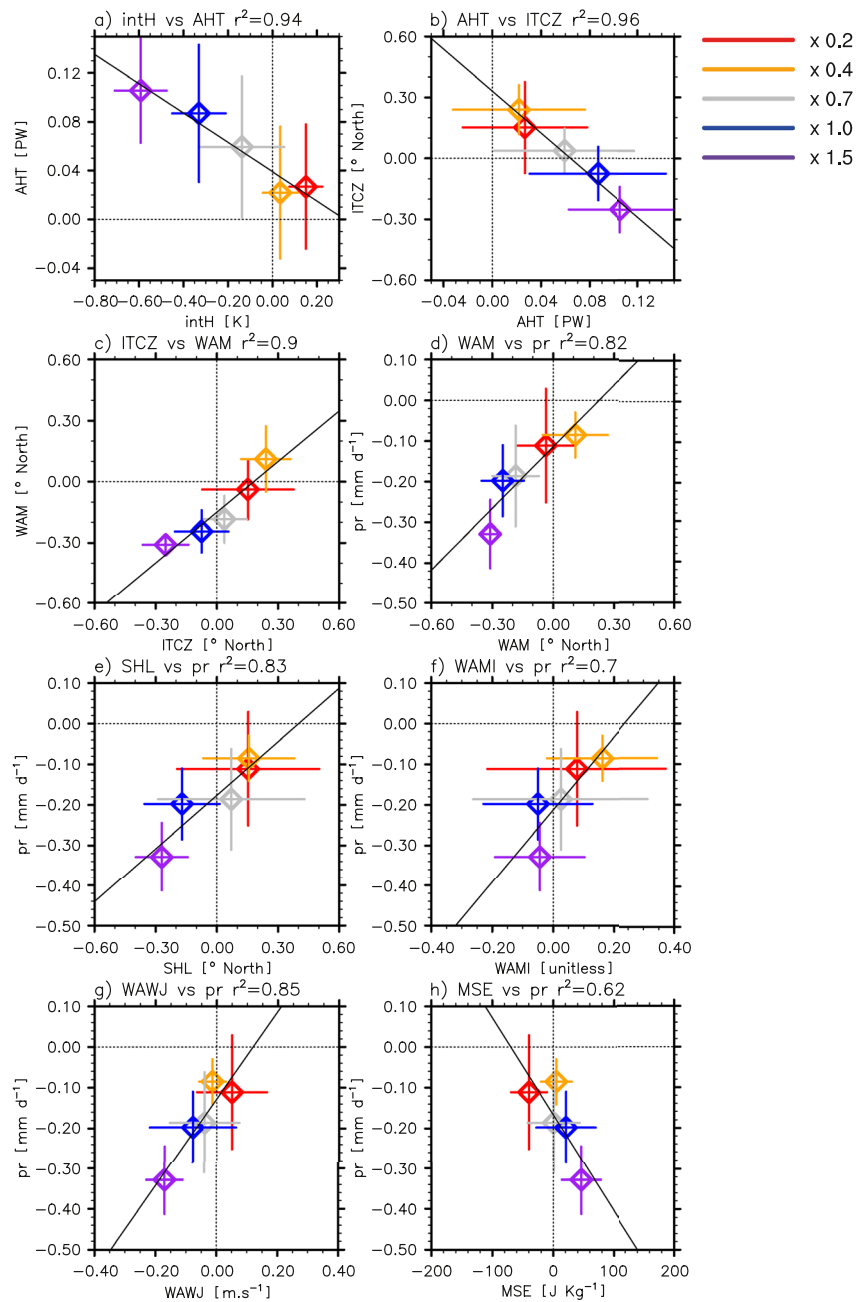 a) intH vs AHT r²=0.94
AHT [PW]
0.12
0.08
0.04
0.00
−0.04
−0.80 −0.60 −0.40 −0.20 0.00 0.20
intH [K]
b) AHT vs ITCZ r²=0.96
ITCZ [° North]
0.60
0.30
0.00
−0.30
−0.60
−0.04 0.00 0.04 0.08 0.12
AHT [PW]
x 0.2
x 0.4
x 0.7
x 1.0
x 1.5
c) ITCZ vs WAM r²=0.9
WAM [° North]
0.60
0.30
0.00
−0.30
−0.60
−0.60 −0.30 0.00 0.30 0.60
ITCZ [° North]
d) WAM vs pr r²=0.82
pr [mm d⁻¹]
0.10
0.00
−0.10
−0.20
−0.30
−0.40
−0.50
−0.60 −0.30 0.00 0.30 0.60
WAM [° North]
e) SHL vs pr r²=0.83
pr [mm d⁻¹]
0.10
0.00
−0.10
−0.20
−0.30
−0.40
−0.50
−0.60 −0.30 0.00 0.30 0.60
SHL [° North]
f) WAMI vs pr r²=0.7
pr [mm d⁻¹]
0.10
0.00
−0.10
−0.20
−0.30
−0.40
−0.50
−0.40 −0.20 0.00 0.20 0.40
WAMI [unitless]
g) WAWJ vs pr r²=0.85
pr [mm d⁻¹]
0.10
0.00
−0.10
−0.20
−0.30
−0.40
−0.50
−0.40 −0.20 0.00 0.20 0.40
WAWJ [m.s⁻¹]
h) MSE vs pr r²=0.62
pr [mm d⁻¹]
0.10
0.00
−0.10
−0.20
−0.30
−0.40
−0.50
−200 −100 0 100 200
MSE [J Kg⁻¹]